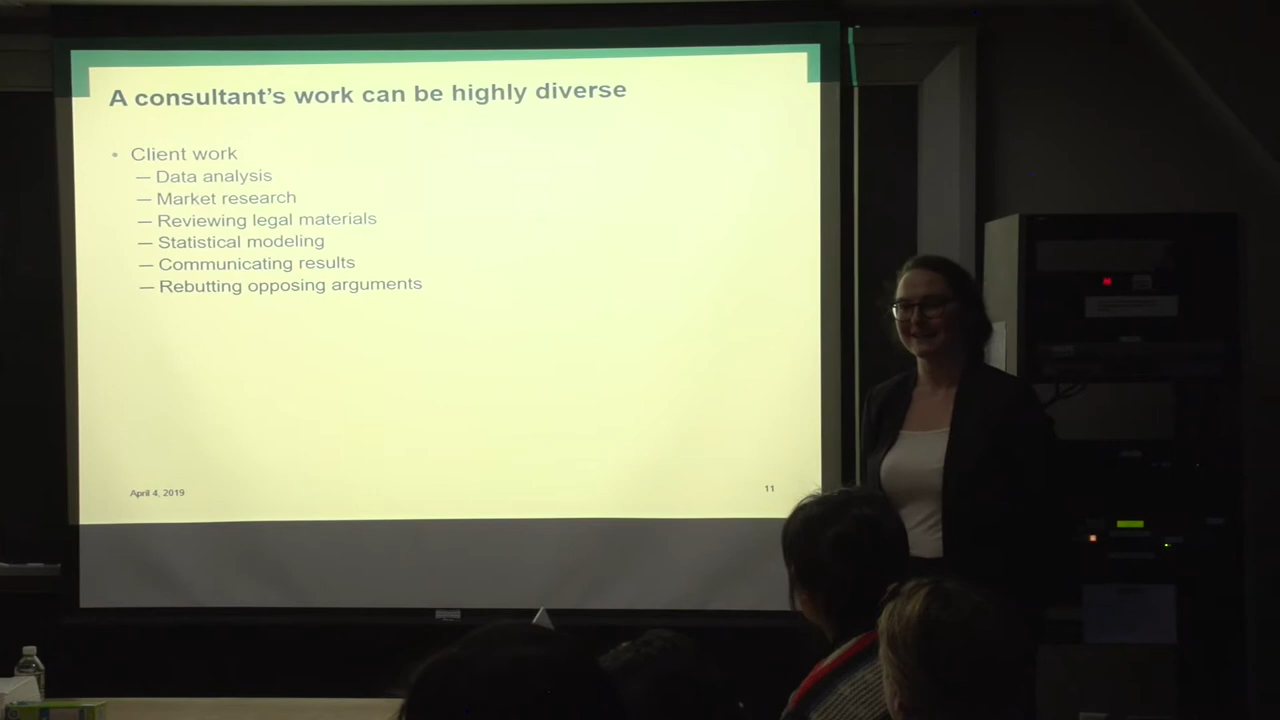 A consultant's work can be highly diverse
• Client work
— Data analysis
— Market research
— Reviewing legal materials
— Statistical modeling
— Communicating results
— Rebutting opposing arguments
April 4, 2019
11